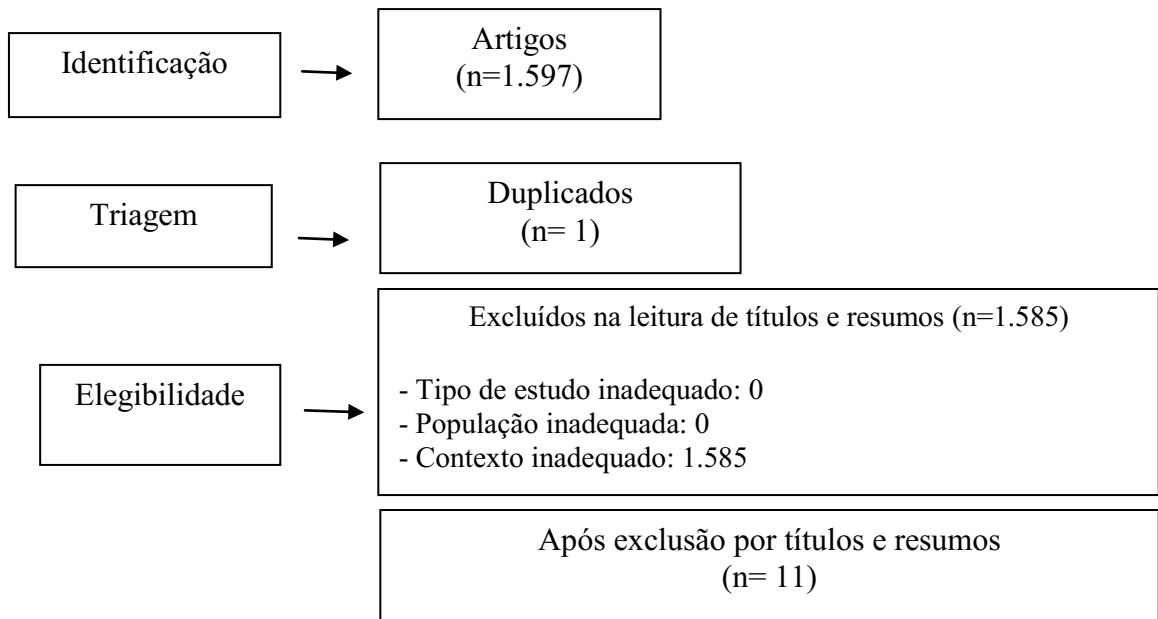 Identificação
Artigos
(n=1.597)
Triagem
Duplicados
(n= 1)
Elegibilidade
Excluídos na leitura de títulos e resumos (n=1.585)
- Tipo de estudo inadequado: 0
- População inadequada: 0
- Contexto inadequado: 1.585
Após exclusão por títulos e resumos
(n= 11)